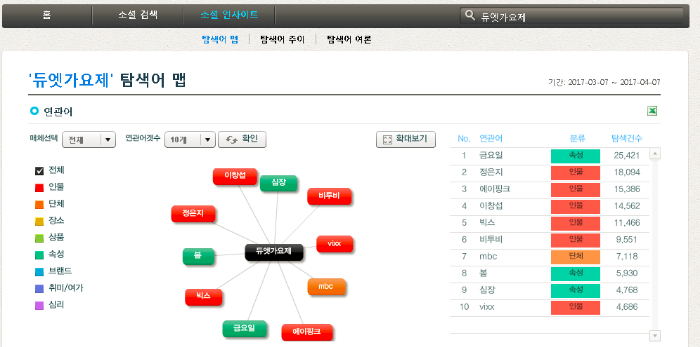 홈 소셜 검색 소셜 인사이트 듀엣가요제
탐색어 맵 탐색어 추이 탐색어 여론
'듀엣가요제' 탐색어 맵 기간: 2017-03-07 ~ 2017-04-07
연관어
매체선택 전체 연관어갯수 10개 확인 확대보기
전체
인물
단체
장소
상품
속성
브랜드
취미/여가
심리
이창섭
심장
비투비
정은지
vixx
듀엣가요제
봄
mbc
빅스
금요일
에이핑크
No. 연관어 분류 탐색건수
1 금요일 속성 25,421
2 정은지 인물 18,094
3 에이핑크 인물 15,386
4 이창섭 인물 14,562
5 빅스 인물 11,466
6 비투비 인물 9,551
7 mbc 단체 7,118
8 봄 속성 5,930
9 심장 속성 4,768
10 vixx 인물 4,686